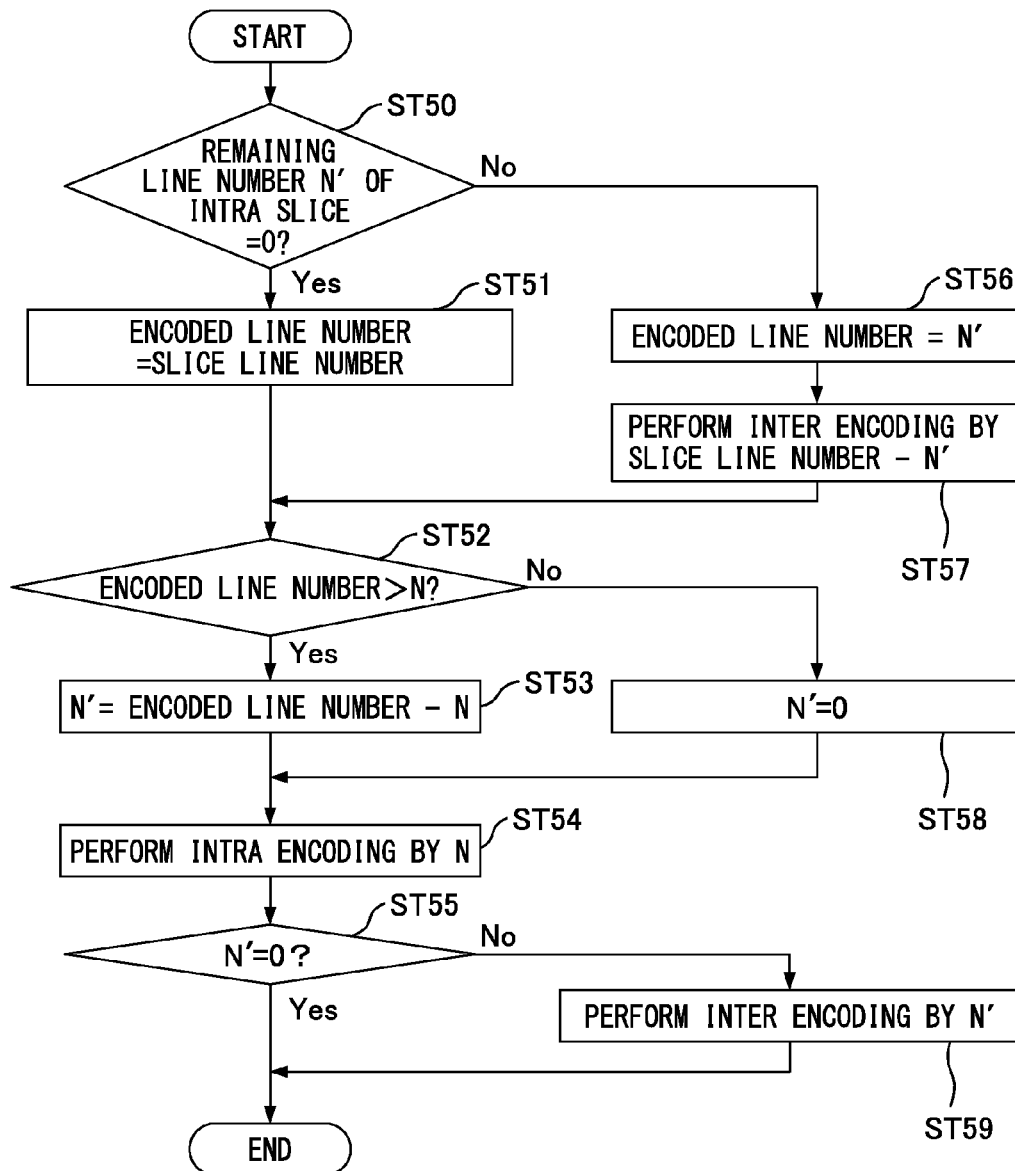 START
ST50
REMAINING
LINE NUMBER N' OF
INTRA SLICE
=0?
No
Yes
ST51
ENCODED LINE NUMBER
=SLICE LINE NUMBER
ST56
ENCODED LINE NUMBER = N'
PERFORM INTER ENCODING BY
SLICE LINE NUMBER - N'
ST57
ST52
ENCODED LINE NUMBER>N?
No
Yes
ST53
N'= ENCODED LINE NUMBER - N
N'=0
ST58
ST54
PERFORM INTRA ENCODING BY N
ST55
N'=0?
No
Yes
PERFORM INTER ENCODING BY N'
ST59
END